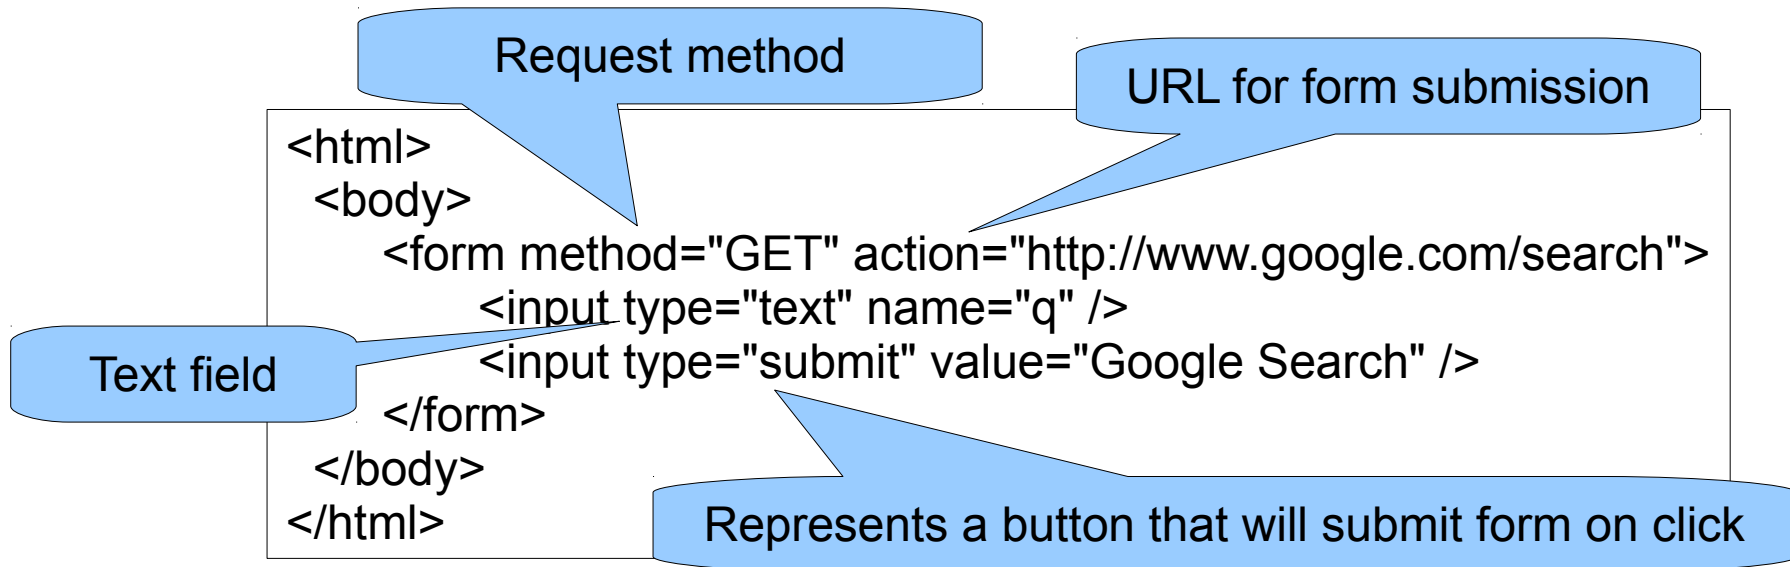 Request method
URL for form submission
<html>
<body>
<form method="GET" action="http://www.google.com/search">
<input type="text" name="q" />
Text field
<input type="submit" value="Google Search" />
</form>
</body>
</html>
Represents a button that will submit form on click